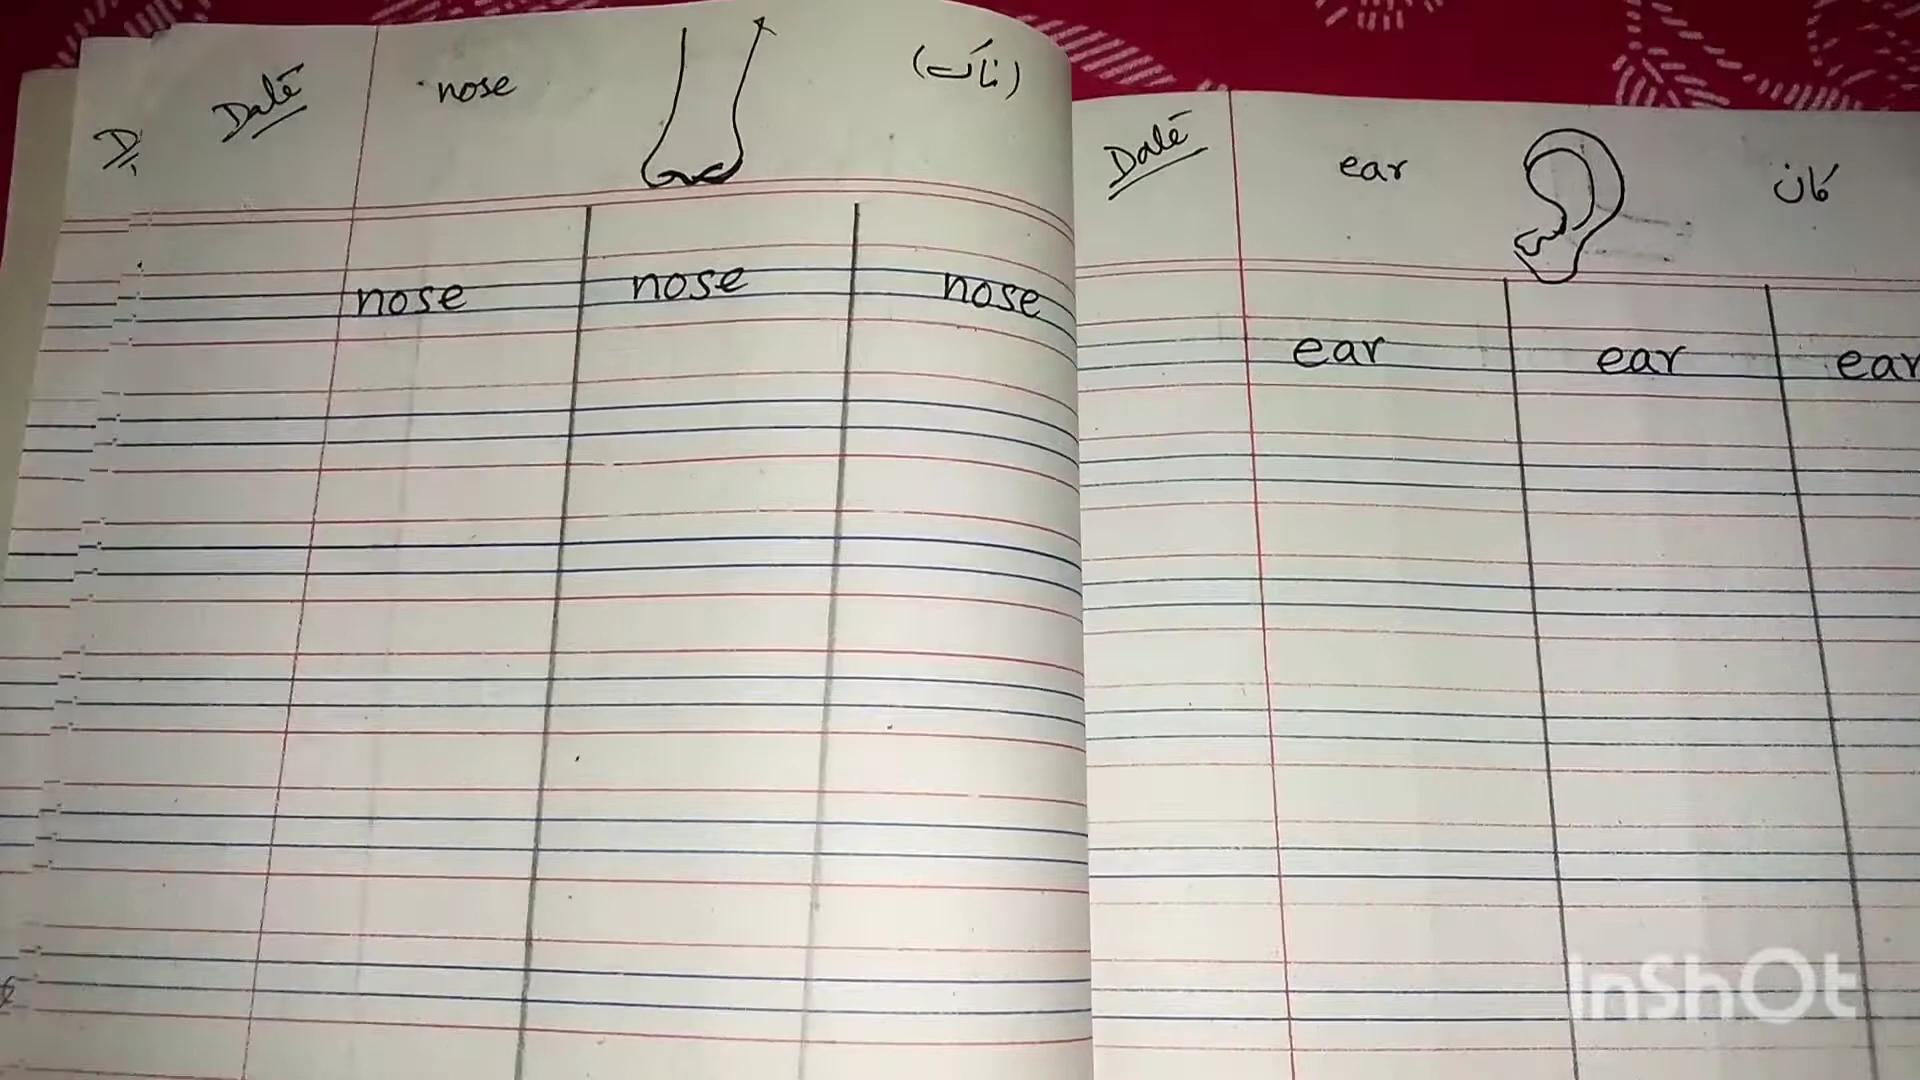 Date nose (ناک)
nose nose nose
Date ear کان
ear ear ear
InShOt